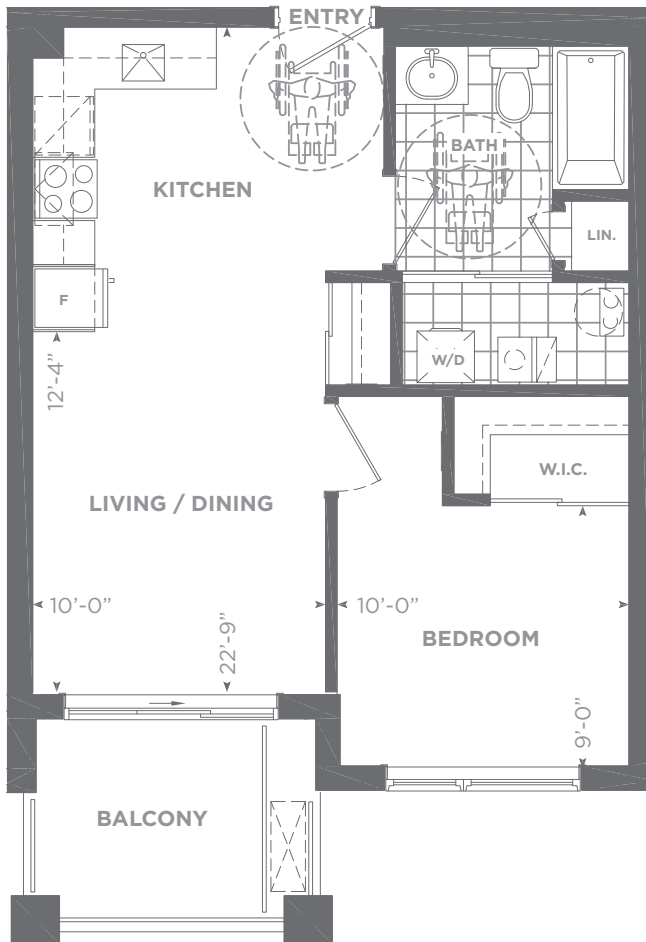 ENTRY
BATH
KITCHEN
LIN.
F
W/D
12'-4"
W.I.C.
LIVING / DINING
10'-0"
10'-0"
22'-9"
BEDROOM
9'-0"
BALCONY